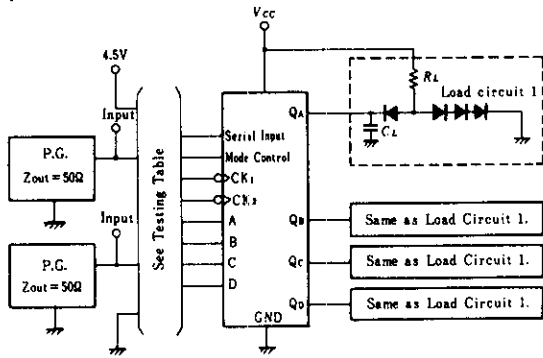 Vcc
4.5V
RL
Load circuit 1
Input
QA
CL
P.G.
Zout = 50Ω
See Testing Table
Serial Input
Mode Control
CK1
CK2
A
B
C
D
Input
QB
Same as Load Circuit 1.
P.G.
Zout = 50Ω
QC
Same as Load Circuit 1.
QD
Same as Load Circuit 1.
GND